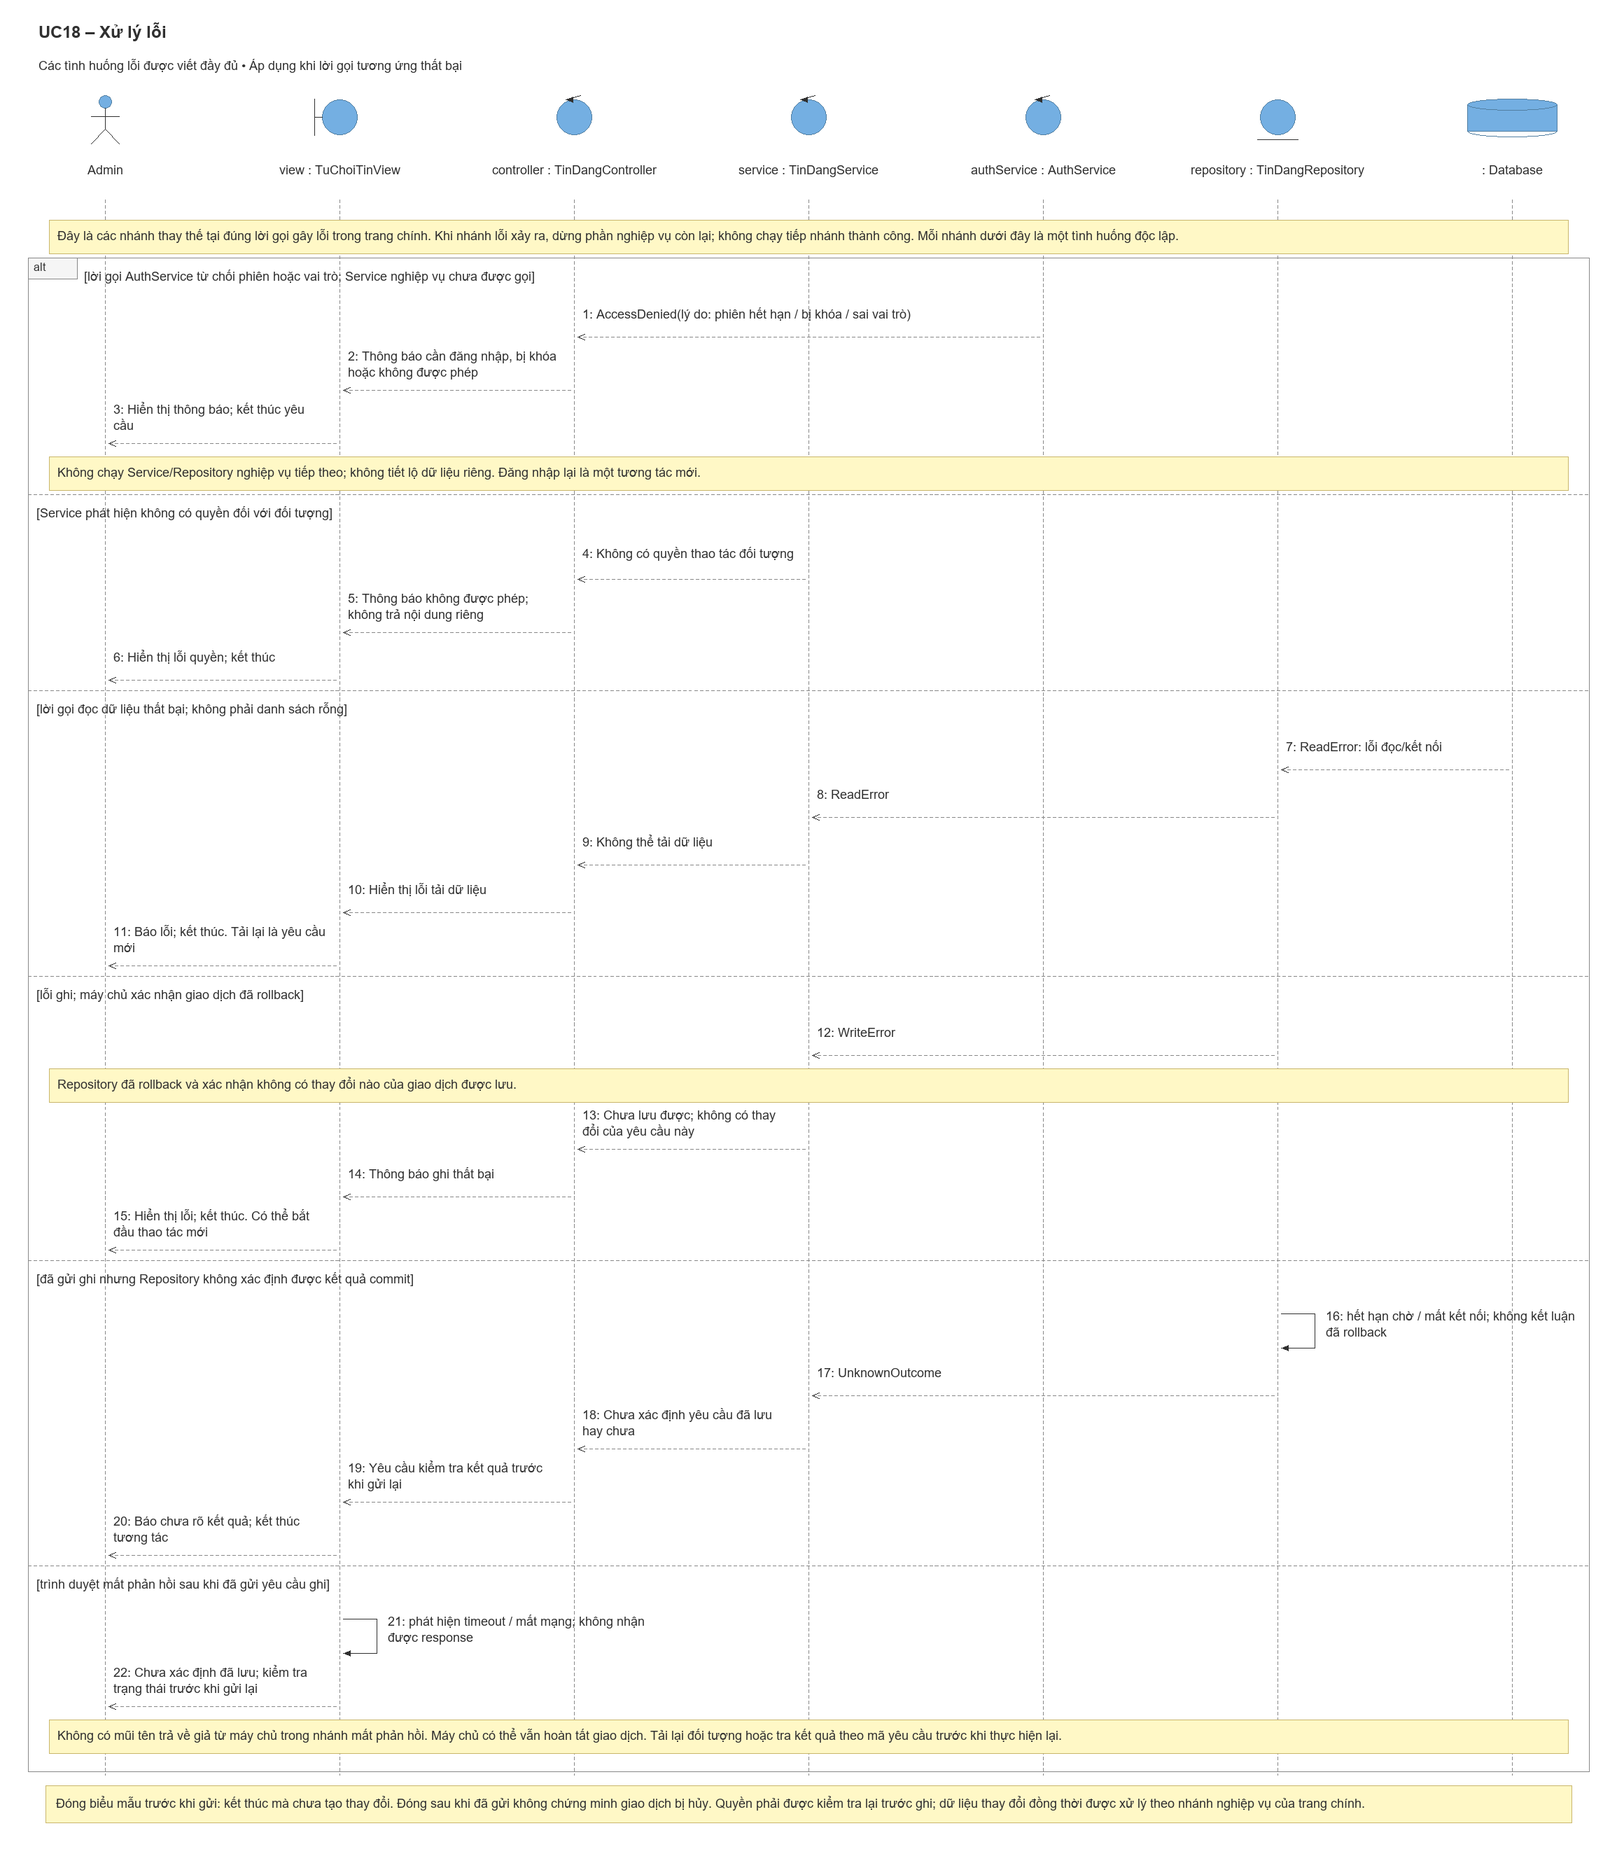 UC18 – Xử lý lỗi
Các tình huống lỗi được viết đầy đủ • Áp dụng khi lời gọi tương ứng thất bại
Admin
view : TuChoiTinView
controller : TinDangController
service : TinDangService
authService : AuthService
repository : TinDangRepository
: Database
Đây là các nhánh thay thế tại đúng lời gọi gây lỗi trong trang chính. Khi nhánh lỗi xảy ra, dừng phần nghiệp vụ còn lại; không chạy tiếp nhánh thành công. Mỗi nhánh dưới đây là một tình huống độc lập.
alt
[lời gọi AuthService từ chối phiên hoặc vai trò; Service nghiệp vụ chưa được gọi]
1: AccessDenied(lý do: phiên hết hạn / bị khóa / sai vai trò)
2: Thông báo cần đăng nhập, bị khóa
hoặc không được phép
3: Hiển thị thông báo; kết thúc yêu
cầu
Không chạy Service/Repository nghiệp vụ tiếp theo; không tiết lộ dữ liệu riêng. Đăng nhập lại là một tương tác mới.
[Service phát hiện không có quyền đối với đối tượng]
4: Không có quyền thao tác đối tượng
5: Thông báo không được phép;
không trả nội dung riêng
6: Hiển thị lỗi quyền; kết thúc
[lời gọi đọc dữ liệu thất bại; không phải danh sách rỗng]
7: ReadError: lỗi đọc/kết nối
8: ReadError
9: Không thể tải dữ liệu
10: Hiển thị lỗi tải dữ liệu
11: Báo lỗi; kết thúc. Tải lại là yêu cầu
mới
[lỗi ghi; máy chủ xác nhận giao dịch đã rollback]
12: WriteError
Repository đã rollback và xác nhận không có thay đổi nào của giao dịch được lưu.
13: Chưa lưu được; không có thay
đổi của yêu cầu này
14: Thông báo ghi thất bại
15: Hiển thị lỗi; kết thúc. Có thể bắt
đầu thao tác mới
[đã gửi ghi nhưng Repository không xác định được kết quả commit]
16: hết hạn chờ / mất kết nối; không kết luận
đã rollback
17: UnknownOutcome
18: Chưa xác định yêu cầu đã lưu
hay chưa
19: Yêu cầu kiểm tra kết quả trước
khi gửi lại
20: Báo chưa rõ kết quả; kết thúc
tương tác
[trình duyệt mất phản hồi sau khi đã gửi yêu cầu ghi]
21: phát hiện timeout / mất mạng; không nhận
được response
22: Chưa xác định đã lưu; kiểm tra
trạng thái trước khi gửi lại
Không có mũi tên trả về giả từ máy chủ trong nhánh mất phản hồi. Máy chủ có thể vẫn hoàn tất giao dịch. Tải lại đối tượng hoặc tra kết quả theo mã yêu cầu trước khi thực hiện lại.
Đóng biểu mẫu trước khi gửi: kết thúc mà chưa tạo thay đổi. Đóng sau khi đã gửi không chứng minh giao dịch bị hủy. Quyền phải được kiểm tra lại trước ghi; dữ liệu thay đổi đồng thời được xử lý theo nhánh nghiệp vụ của trang chính.